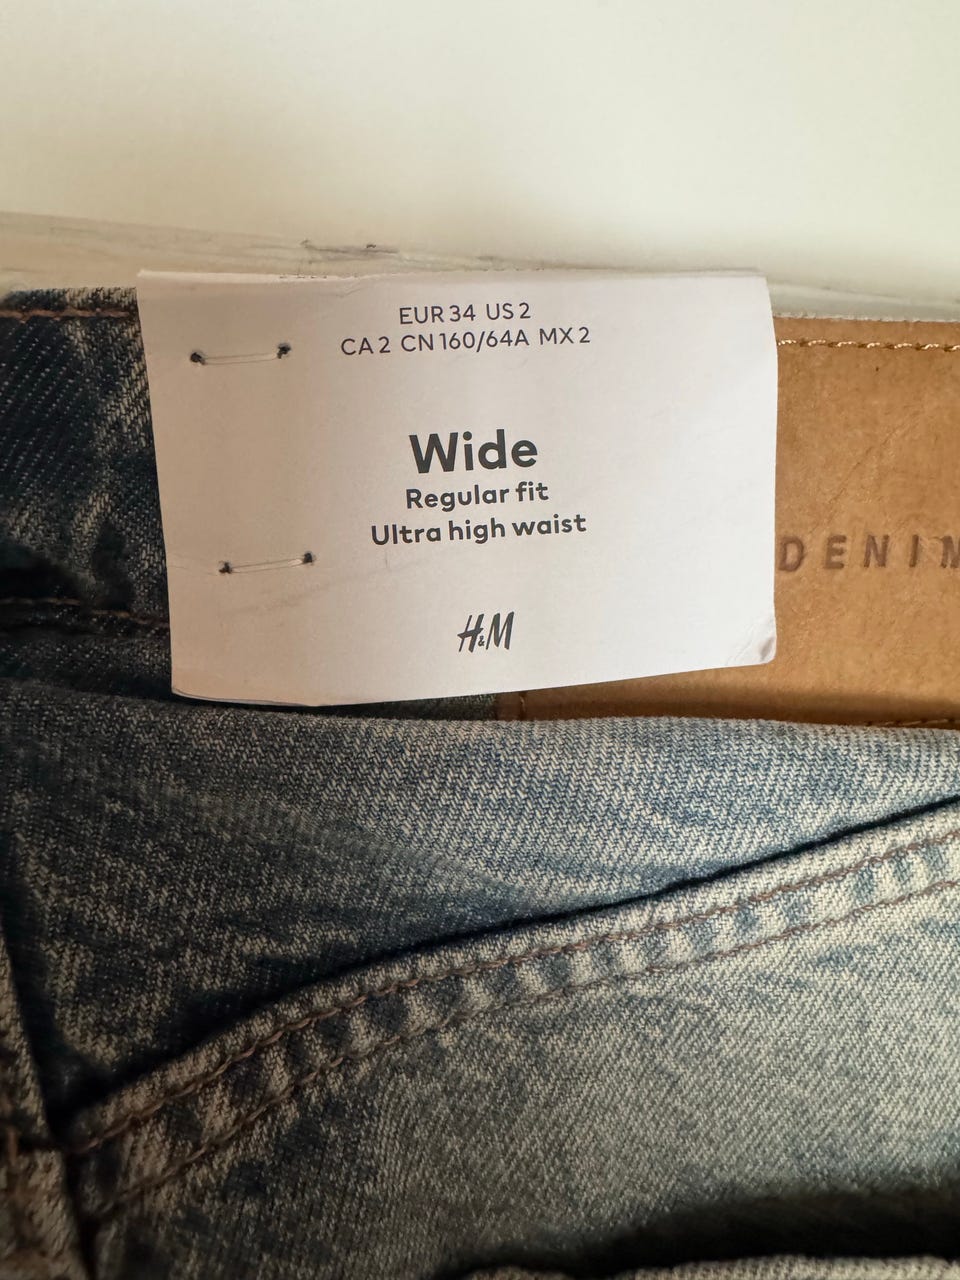 EUR 34 US 2
CA 2 CN 160/64A MX 2
Wide
Regular fit
Ultra high waist
H&M
DENIM